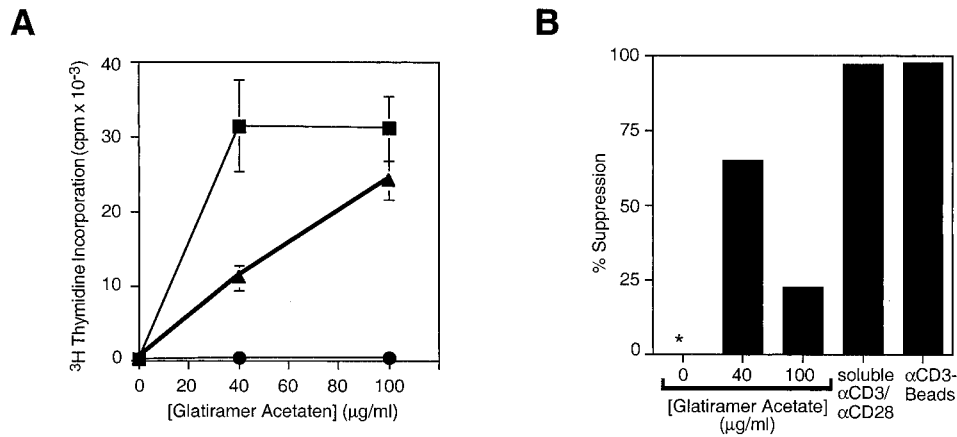 A
³H Thymidine Incorporation (cpm x 10⁻³)
40
30
20
10
0
0 20 40 60 80 100
[Glatiramer Acetaten] (μg/ml)
B
% Suppression
100
75
50
25
0
*
0 40 100
[Glatiramer Acetate]
(μg/ml)
soluble
αCD3/
αCD28
αCD3-
Beads